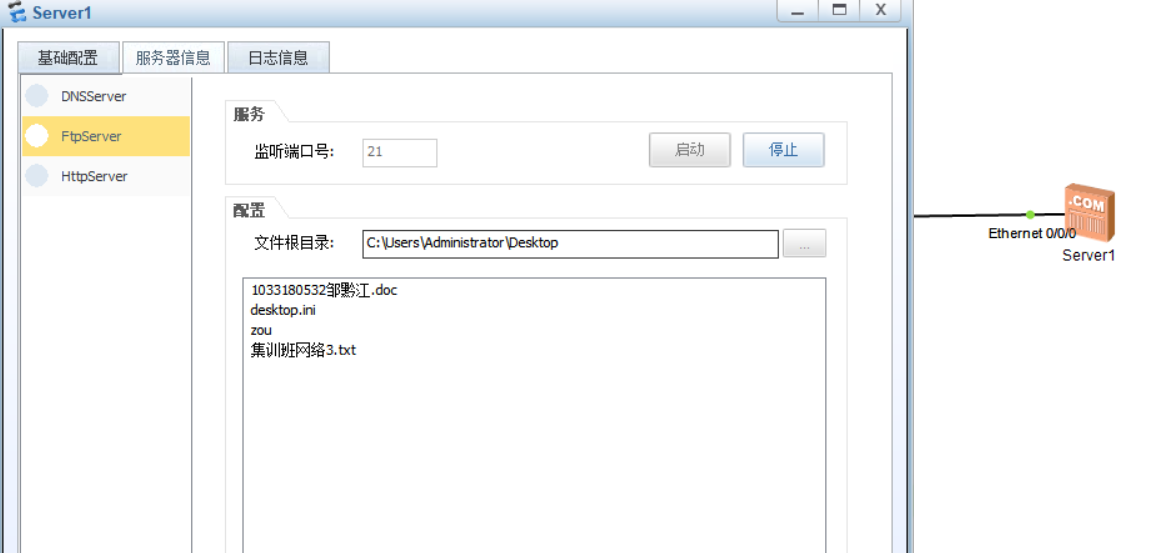 Server1
基础配置 服务器信息 日志信息
DNSServer
FtpServer
HttpServer
服务
监听端口号: 21 启动 停止
配置
文件根目录: C:\Users\Administrator\Desktop ...
1033180532邹黔江.doc
desktop.ini
zou
集训班网络3.txt
.COM
Ethernet 0/0/0
Server1